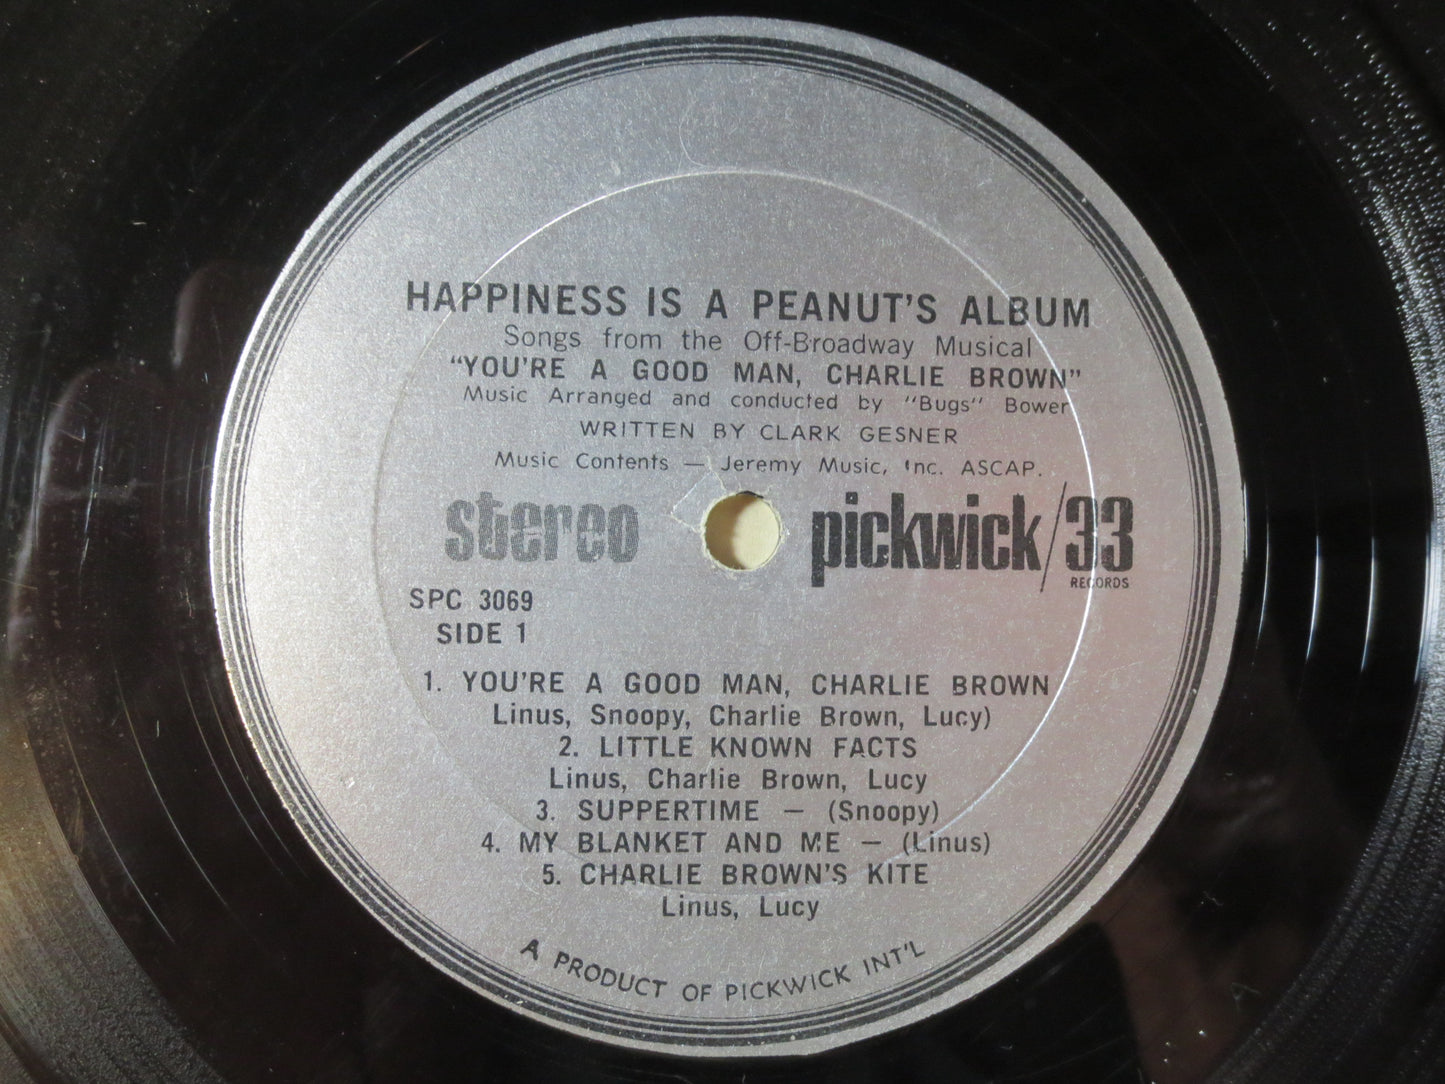 HAPPINESS IS A PEANUT'S ALBUM
Songs from the Off-Broadway Musical
"YOU'RE A GOOD MAN, CHARLIE BROWN"
Music Arranged and conducted by "Bugs" Bower
WRITTEN BY CLARK GESNER
Music Contents — Jeremy Music, Inc. ASCAP.
stereo pickwick/33
RECORDS
SPC 3069
SIDE 1
1. YOU'RE A GOOD MAN, CHARLIE BROWN
Linus, Snoopy, Charlie Brown, Lucy)
2. LITTLE KNOWN FACTS
Linus, Charlie Brown, Lucy
3. SUPPERTIME — (Snoopy)
4. MY BLANKET AND ME — (Linus)
5. CHARLIE BROWN'S KITE
Linus, Lucy
A PRODUCT OF PICKWICK INT'L